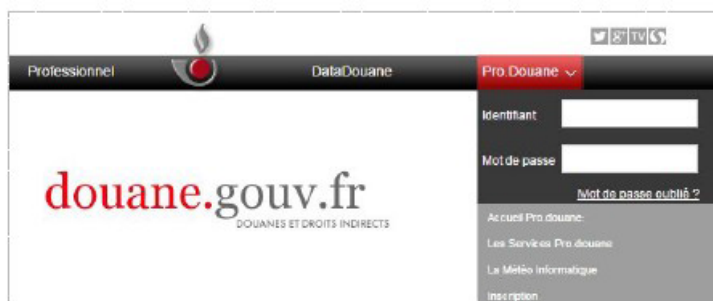 TV
Professionnel
DataDouane
Pro.Douane
Identifiant
Mot de passe
Mot de passe oublié ?
douane.gouv.fr
DOUANES ET DROITS INDIRECTS
Accueil Pro.douane
Les Services Pro.douane
La Météo Informatique
Inscription